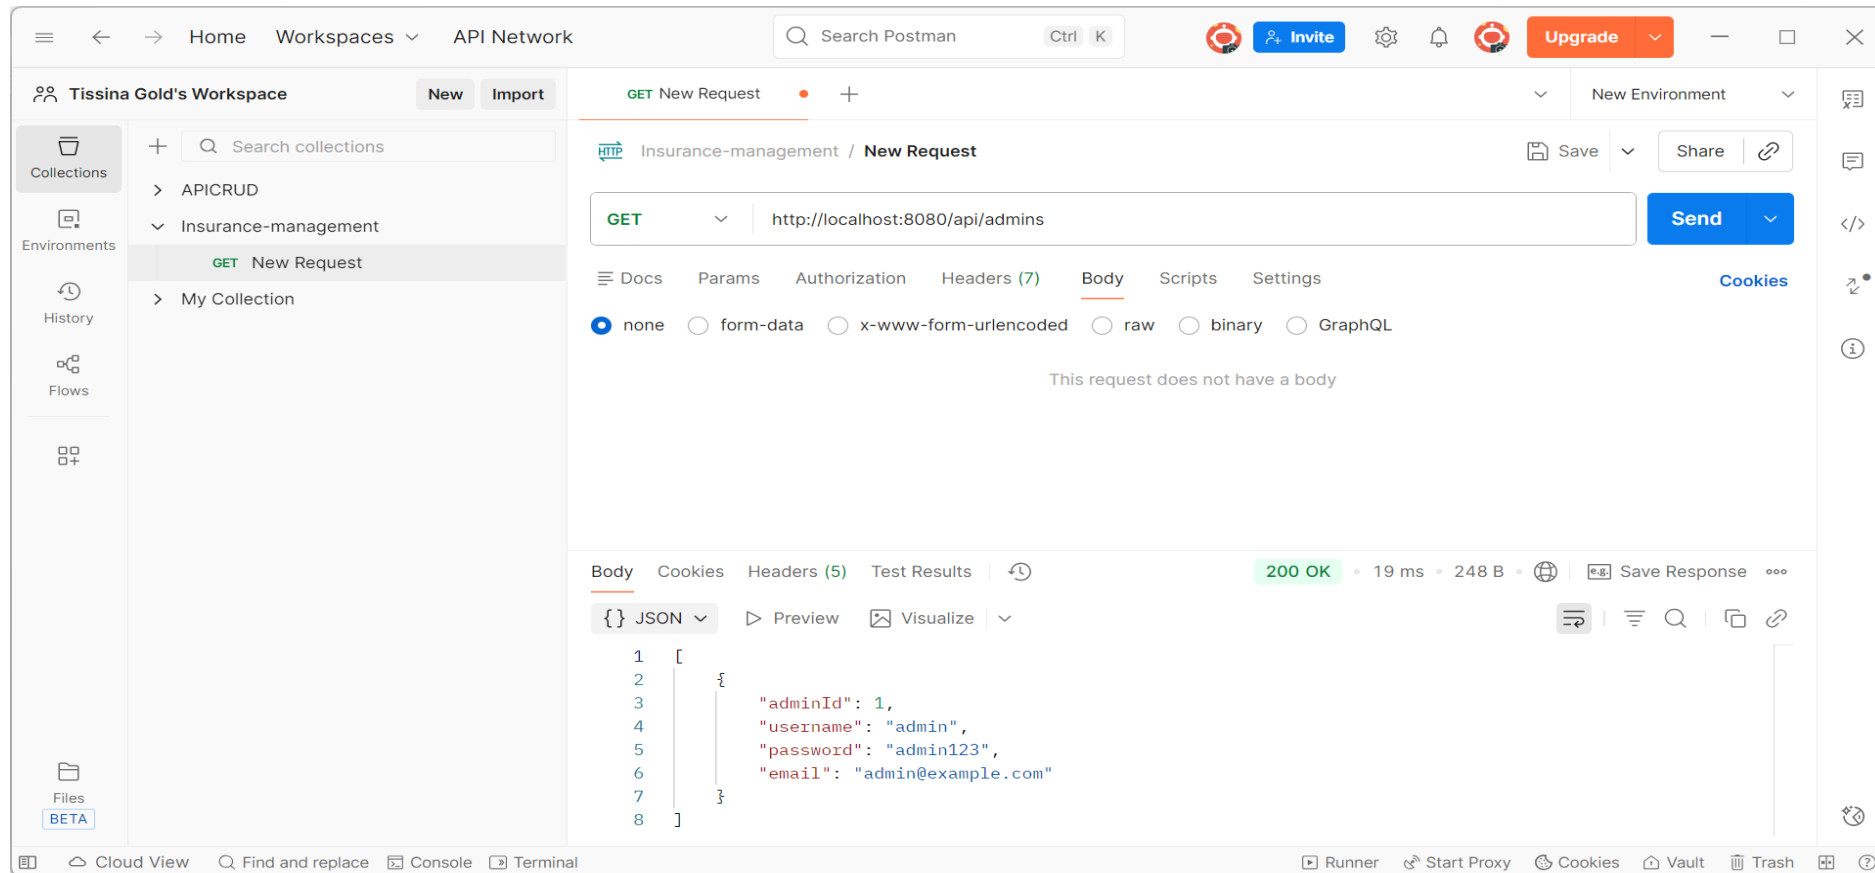 Home Workspaces API Network Search Postman Ctrl K Invite Upgrade
Tissina Gold's Workspace New Import GET New Request New Environment
Collections
Search collections
APICRUD
Insurance-management
GET New Request
My Collection
Environments
History
Flows
Files
BETA
HTTP Insurance-management / New Request Save Share
GET http://localhost:8080/api/admins Send
Docs Params Authorization Headers (7) Body Scripts Settings Cookies
none form-data x-www-form-urlencoded raw binary GraphQL
This request does not have a body
Body Cookies Headers (5) Test Results 200 OK 19 ms 248 B e.g. Save Response
{} JSON Preview Visualize
1 [
2 {
3 "adminId": 1,
4 "username": "admin",
5 "password": "admin123",
6 "email": "admin@example.com"
7 }
8 ]
Cloud View Find and replace Console Terminal Runner Start Proxy Cookies Vault Trash